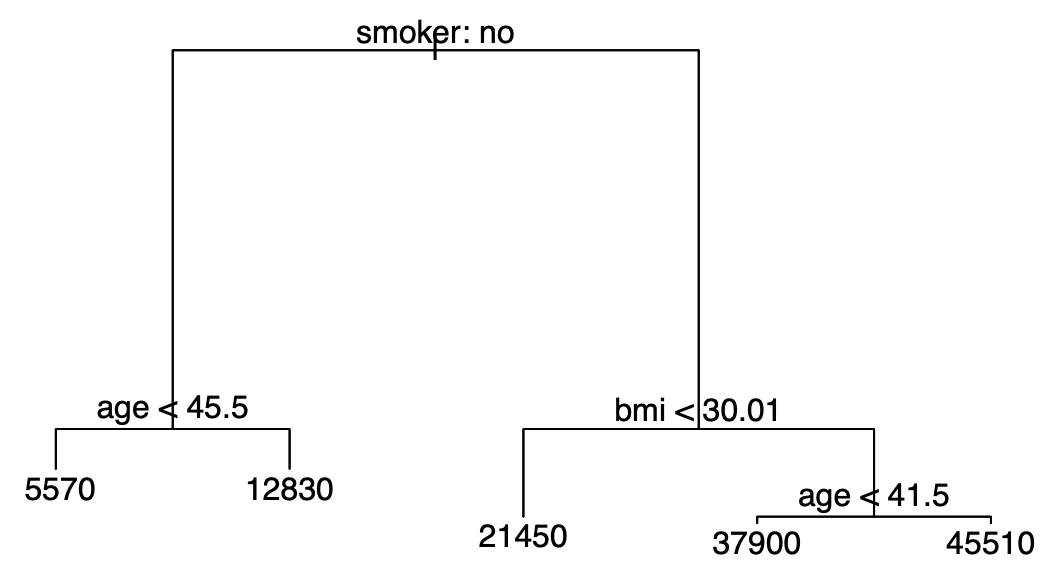 smoker: no
age < 45.5
bmi < 30.01
5570
12830
age < 41.5
21450
37900
45510